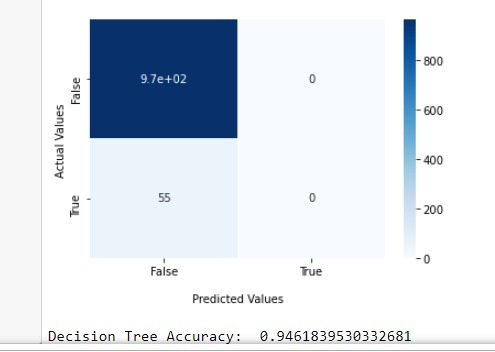 9.7e+02
0
55
0
False
True
Actual Values
False
True
Predicted Values
800
600
400
200
0
Decision Tree Accuracy:  0.9461839530332681